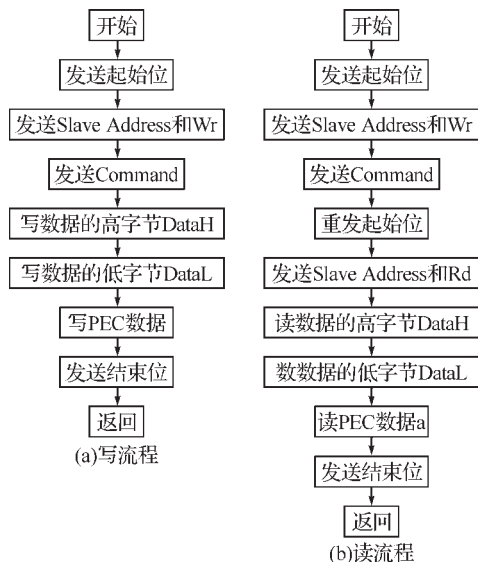 开始
发送起始位
发送Slave Address和Wr
发送Command
写数据的高字节DataH
写数据的低字节DataL
写PEC数据
发送结束位
返回
(a)写流程
开始
发送起始位
发送Slave Address和Wr
发送Command
重发起始位
发送Slave Address和Rd
读数据的高字节DataH
数数据的低字节DataL
读PEC数据a
发送结束位
返回
(b)读流程